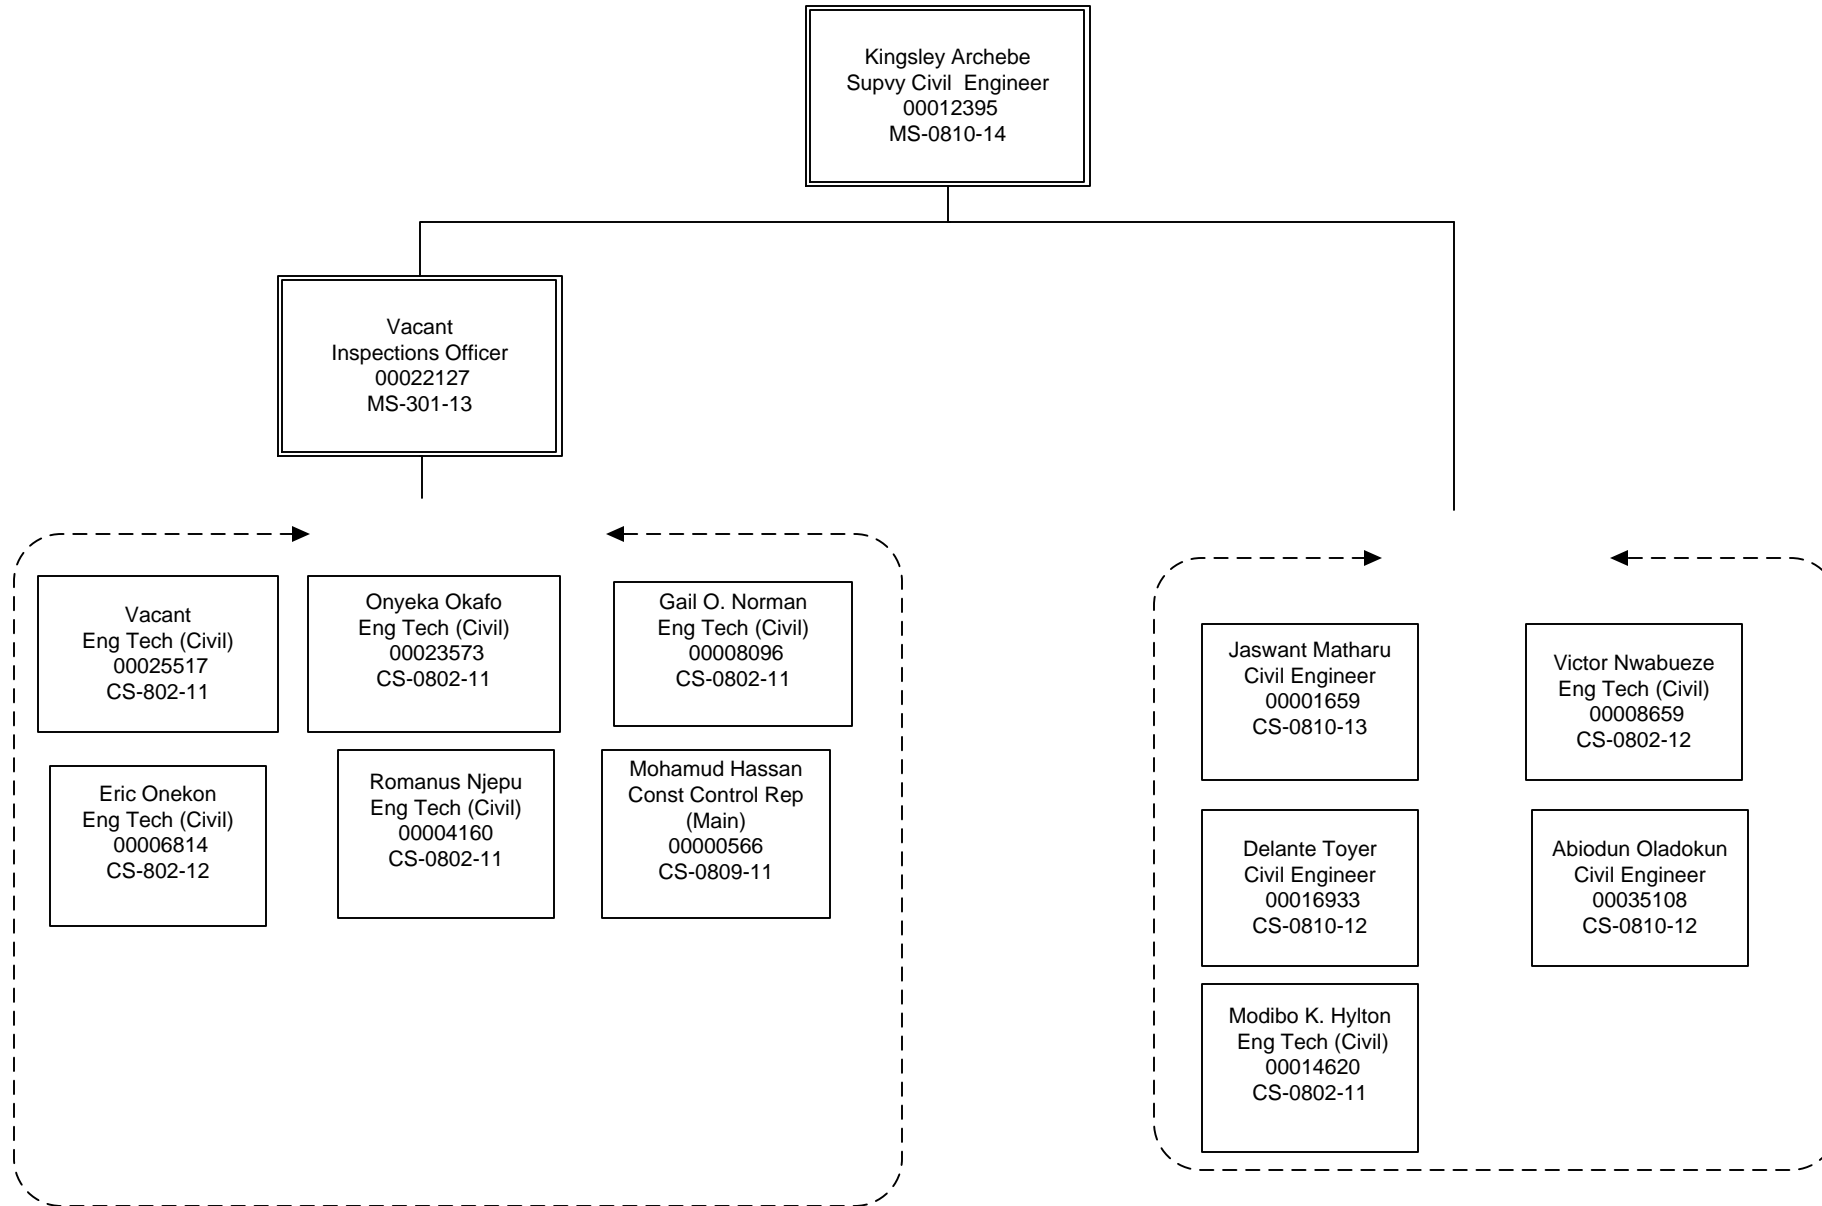 Kingsley Archebe
Supvy Civil  Engineer
00012395
MS-0810-14
Vacant
Inspections Officer
00022127
MS-301-13
Vacant
Eng Tech (Civil)
00025517
CS-802-11
Onyeka Okafo
Eng Tech (Civil)
00023573
CS-0802-11
Gail O. Norman
Eng Tech (Civil)
00008096
CS-0802-11
Eric Onekon
Eng Tech (Civil)
00006814
CS-802-12
Romanus Njepu
Eng Tech (Civil)
00004160
CS-0802-11
Mohamud Hassan
Const Control Rep
(Main)
00000566
CS-0809-11
Jaswant Matharu
Civil Engineer
00001659
CS-0810-13
Victor Nwabueze
Eng Tech (Civil)
00008659
CS-0802-12
Delante Toyer
Civil Engineer
00016933
CS-0810-12
Abiodun Oladokun
Civil Engineer
00035108
CS-0810-12
Modibo K. Hylton
Eng Tech (Civil)
00014620
CS-0802-11